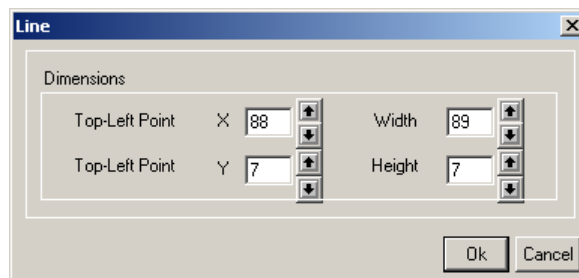 Line
Dimensions
Top-Left Point X 88 Width 89
Top-Left Point Y 7 Height 7
Ok Cancel